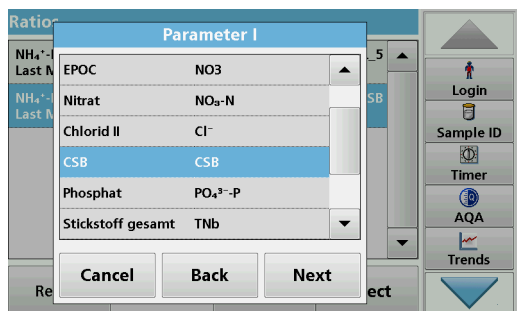 Ratios
Parameter I
NH₄⁺-
Last M
_5
NH₄⁺-
Last M
SB
EPOC NO3
Nitrat NO₃-N
Chlorid II Cl⁻
CSB CSB
Phosphat PO₄³⁻-P
Stickstoff gesamt TNb
Cancel Back Next
Re
ect
Login
Sample ID
Timer
AQA
Trends